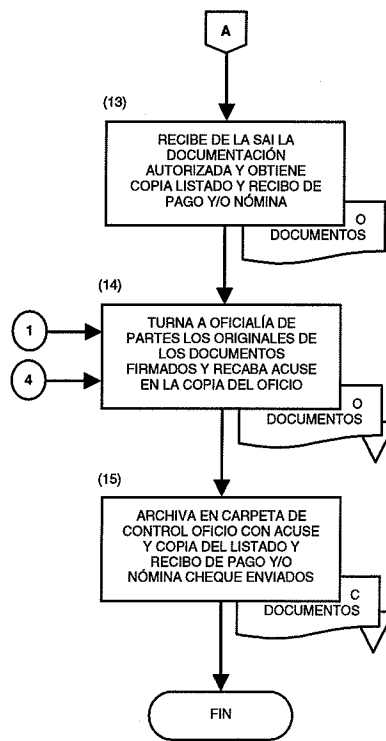 A
(13)
RECIBE DE LA SAI LA
DOCUMENTACIÓN
AUTORIZADA Y OBTIENE
COPIA LISTADO Y RECIBO DE
PAGO Y/O NÓMINA
O
DOCUMENTOS
(14)
1
4
TURNA A OFICIALÍA DE
PARTES LOS ORIGINALES DE
LOS DOCUMENTOS
FIRMADOS Y RECABA ACUSE
EN LA COPIA DEL OFICIO
O
DOCUMENTOS
(15)
ARCHIVA EN CARPETA DE
CONTROL OFICIO CON ACUSE
Y COPIA DEL LISTADO Y
RECIBO DE PAGO Y/O
NÓMINA CHEQUE ENVIADOS
C
DOCUMENTOS
FIN